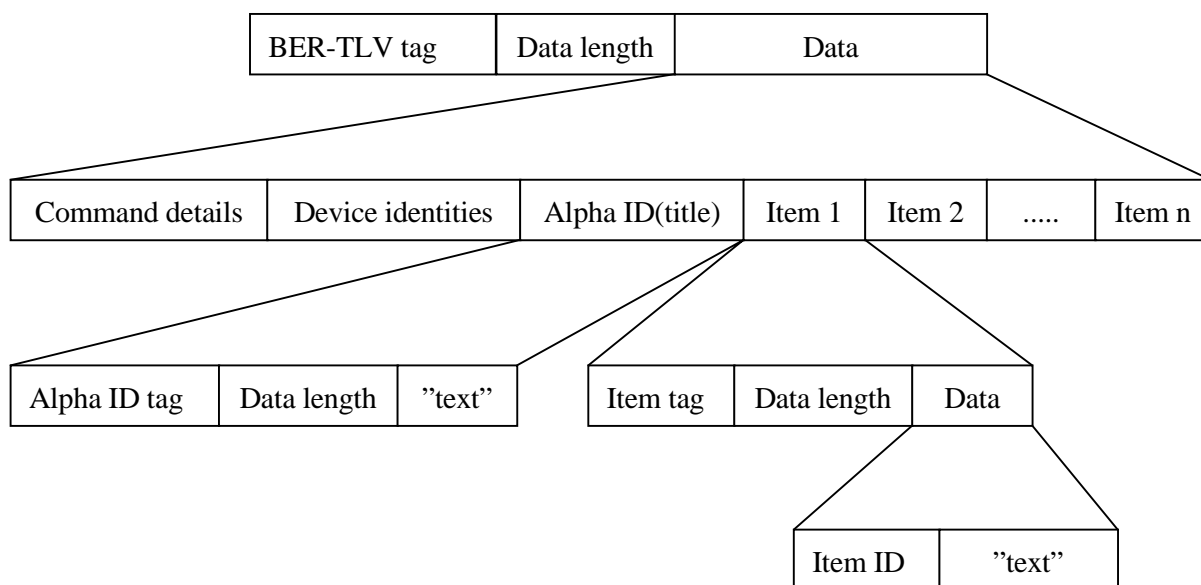 BER-TLV tag Data length Data
Command details Device identities Alpha ID(title) Item 1 Item 2 ..... Item n
Alpha ID tag Data length ”text” Item tag Data length Data
Item ID ”text”